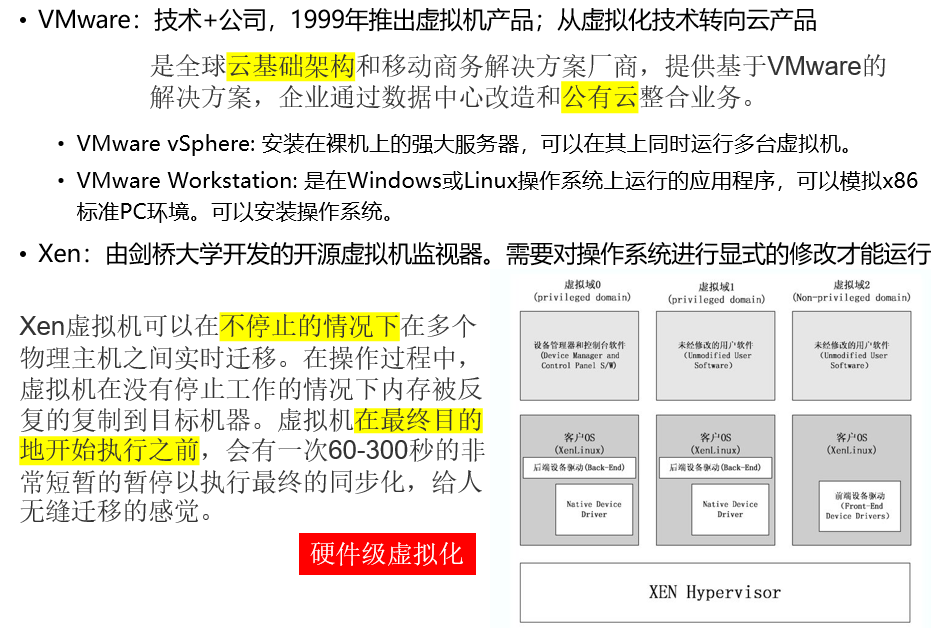 • VMware：技术+公司，1999年推出虚拟机产品；从虚拟化技术转向云产品
是全球云基础架构和移动商务解决方案厂商，提供基于VMware的
解决方案，企业通过数据中心改造和公有云整合业务。
• VMware vSphere: 安装在裸机上的强大服务器，可以在其上同时运行多台虚拟机。
• VMware Workstation: 是在Windows或Linux操作系统上运行的应用程序，可以模拟x86
标准PC环境。可以安装操作系统。
• Xen：由剑桥大学开发的开源虚拟机监视器。需要对操作系统进行显式的修改才能运行
Xen虚拟机可以在不停止的情况下在多个
物理主机之间实时迁移。在操作过程中，
虚拟机在没有停止工作的情况下内存被反
复的复制到目标机器。虚拟机在最终目的
地开始执行之前，会有一次60-300秒的非
常短暂的暂停以执行最终的同步化，给人
无缝迁移的感觉。
硬件级虚拟化
虚拟域0
(privileged domain)
虚拟域1
(privileged domain)
虚拟域2
(Non-privileged domain)
设备管理器和控制台软件
(Device Manager and
Control Panel S/W)
未经修改的用户软件
(Unmodified User
Software)
未经修改的用户软件
(Unmodified User
Software)
客户OS
(XenLinux)
后端设备驱动(Back-End)
Native Device
Driver
客户OS
(XenLinux)
后端设备驱动(Back-End)
Native Device
Driver
客户OS
(XenLinux)
前端设备驱动
(Front-End
Device Drivers)
XEN Hypervisor